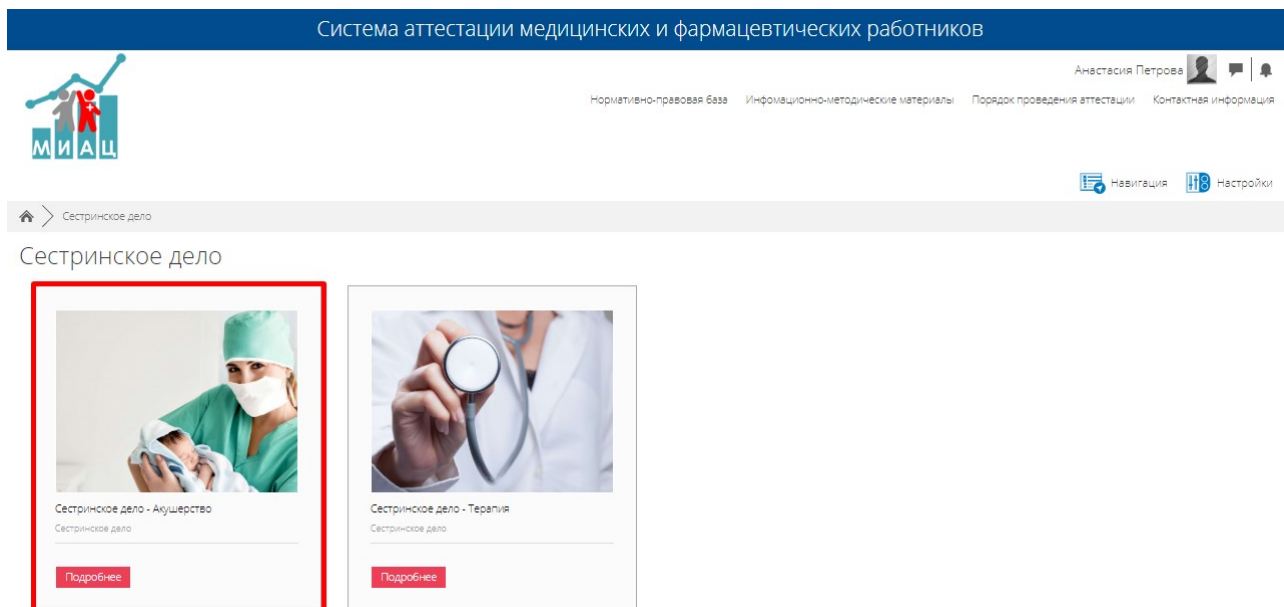 Система аттестации медицинских и фармацевтических работников
Анастасия Петрова
Нормативно-правовая база Инфомационно-методические материалы Порядок проведения аттестации Контактная информация
МИАЦ
Навигация Настройки
Сестринское дело
Сестринское дело
Сестринское дело - Акушерство
Сестринское дело
Подробнее
Сестринское дело - Терапия
Сестринское дело
Подробнее